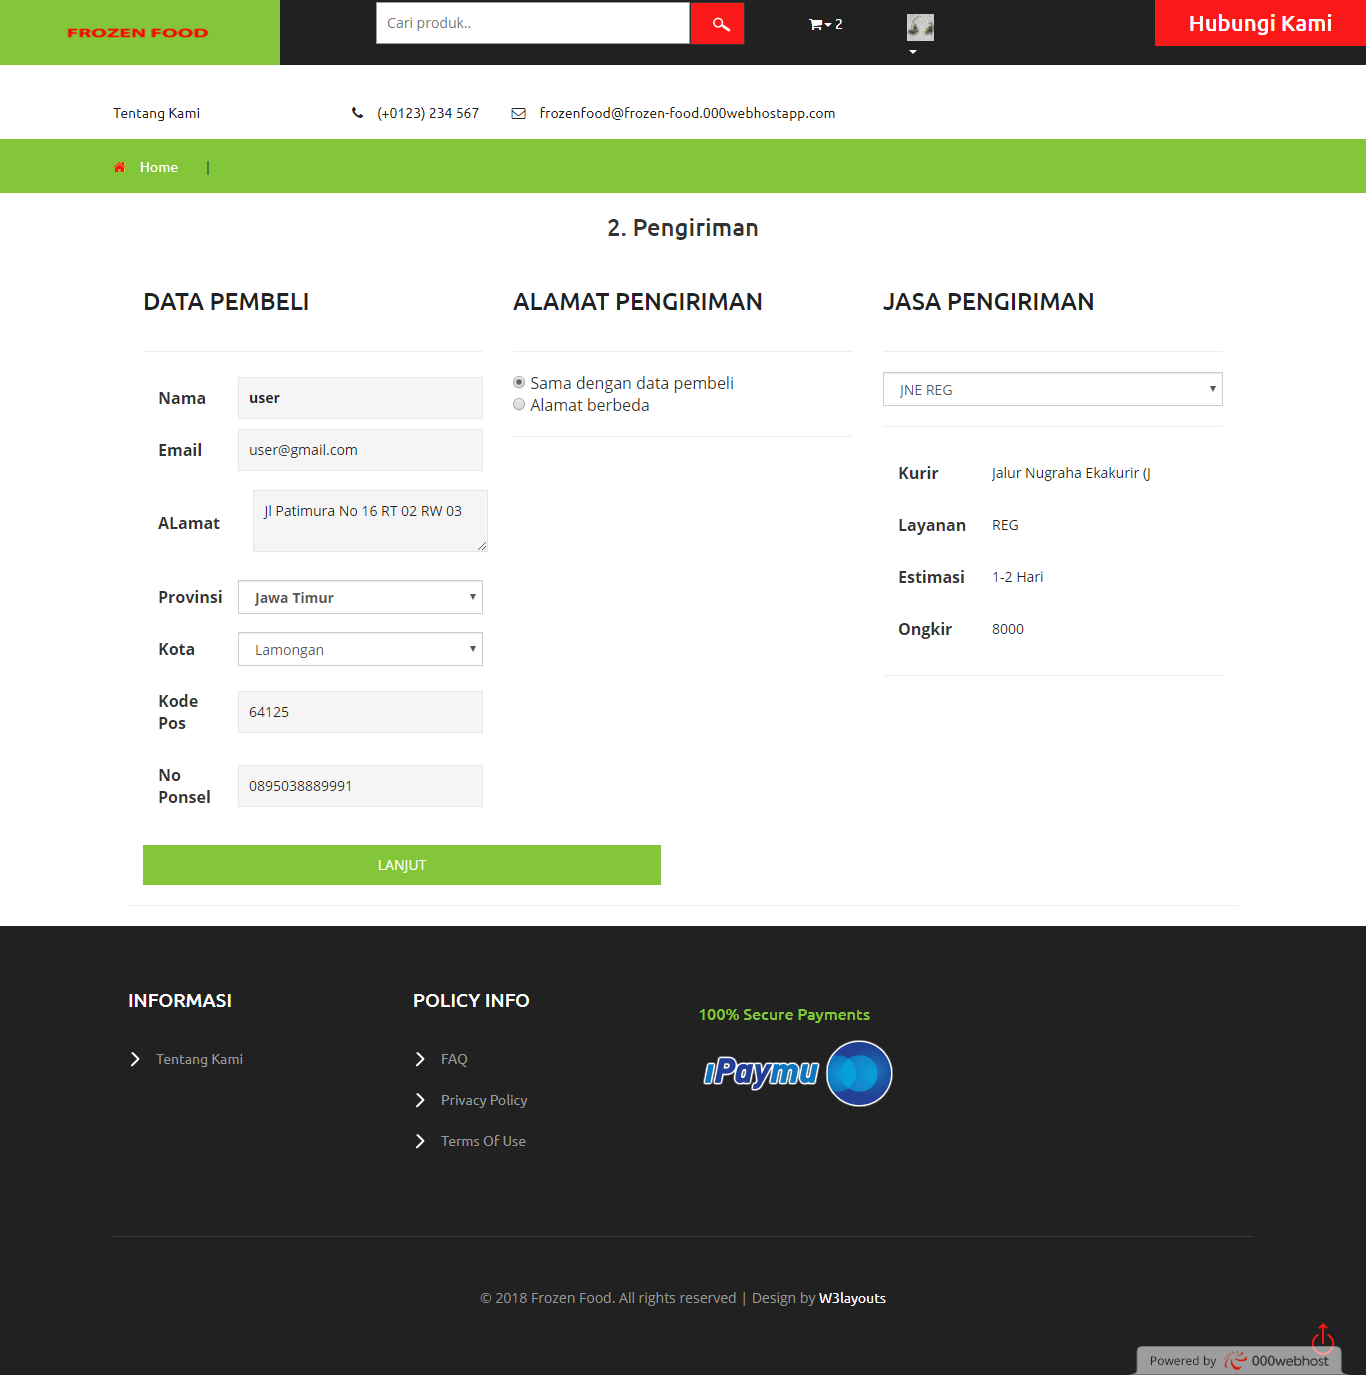 FROZEN FOOD
Cari produk..
2
Hubungi Kami
Tentang Kami
(+0123) 234 567
frozenfood@frozen-food.000webhostapp.com
Home |
2. Pengiriman
DATA PEMBELI
Nama
user
Email
user@gmail.com
ALamat
Jl Patimura No 16 RT 02 RW 03
Provinsi
Jawa Timur
Kota
Lamongan
Kode
Pos
64125
No
Ponsel
0895038889991
ALAMAT PENGIRIMAN
Sama dengan data pembeli
Alamat berbeda
JASA PENGIRIMAN
JNE REG
Kurir
Jalur Nugraha Ekakurir (J
Layanan
REG
Estimasi
1-2 Hari
Ongkir
8000
LANJUT
INFORMASI
Tentang Kami
POLICY INFO
FAQ
Privacy Policy
Terms Of Use
100% Secure Payments
iPaymu
© 2018 Frozen Food. All rights reserved | Design by W3layouts
Powered by 000webhost